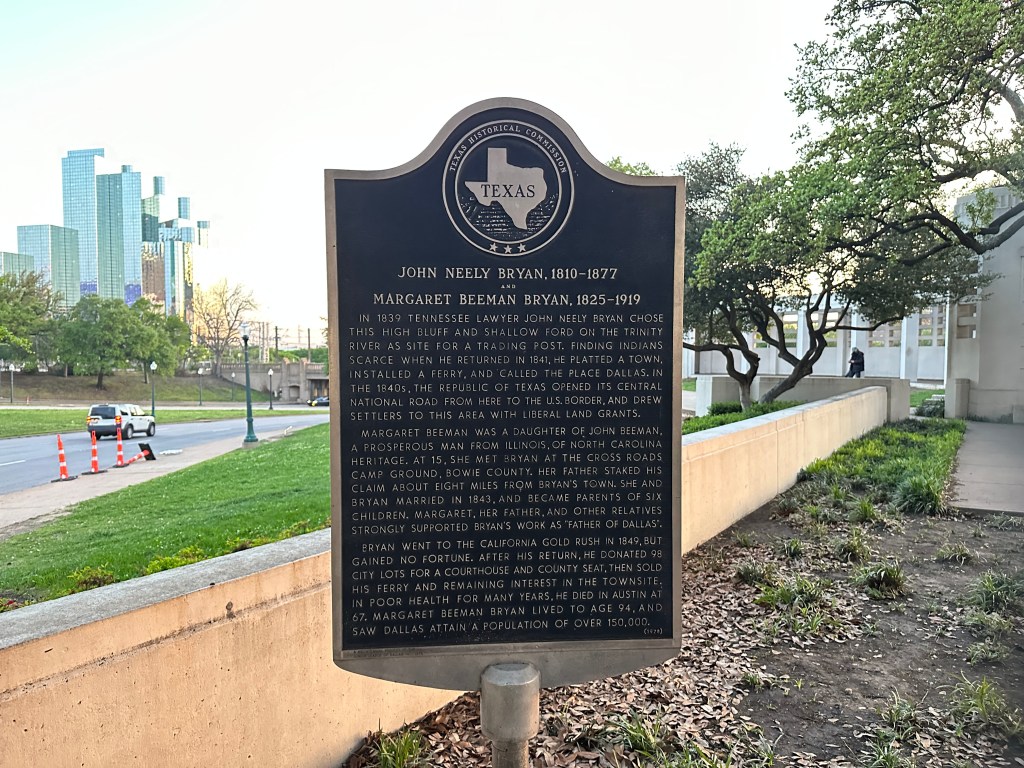 TEXAS HISTORICAL COMMISSION
TEXAS
JOHN NEELY BRYAN, 1810–1877
AND
MARGARET BEEMAN BRYAN, 1825–1919
IN 1839 TENNESSEE LAWYER JOHN NEELY BRYAN CHOSE
THIS HIGH BLUFF AND SHALLOW FORD ON THE TRINITY
RIVER AS SITE FOR A TRADING POST. FINDING INDIANS
SCARCE WHEN HE RETURNED IN 1841, HE PLATTED A TOWN,
INSTALLED A FERRY, AND CALLED THE PLACE DALLAS. IN
THE 1840s, THE REPUBLIC OF TEXAS OPENED ITS CENTRAL
NATIONAL ROAD FROM HERE TO THE U.S. BORDER, AND DREW
SETTLERS TO THIS AREA WITH LIBERAL LAND GRANTS.
MARGARET BEEMAN WAS A DAUGHTER OF JOHN BEEMAN,
A PROSPEROUS MAN FROM ILLINOIS, OF NORTH CAROLINA
HERITAGE. AT 15, SHE MET BRYAN AT THE CROSS ROADS
CAMP GROUND, BOWIE COUNTY. HER FATHER STAKED HIS
CLAIM ABOUT EIGHT MILES FROM BRYAN'S TOWN. SHE AND
BRYAN MARRIED IN 1843, AND BECAME PARENTS OF SIX
CHILDREN. MARGARET, HER FATHER, AND OTHER RELATIVES
STRONGLY SUPPORTED BRYAN'S WORK AS "FATHER OF DALLAS".
BRYAN WENT TO THE CALIFORNIA GOLD RUSH IN 1849, BUT
GAINED NO FORTUNE. AFTER HIS RETURN, HE DONATED 98
CITY LOTS FOR A COURTHOUSE AND COUNTY SEAT, THEN SOLD
HIS FERRY AND REMAINING INTEREST IN THE TOWNSITE.
IN POOR HEALTH FOR MANY YEARS, HE DIED IN AUSTIN AT
67. MARGARET BEEMAN BRYAN LIVED TO AGE 94, AND
SAW DALLAS ATTAIN A POPULATION OF OVER 150,000.